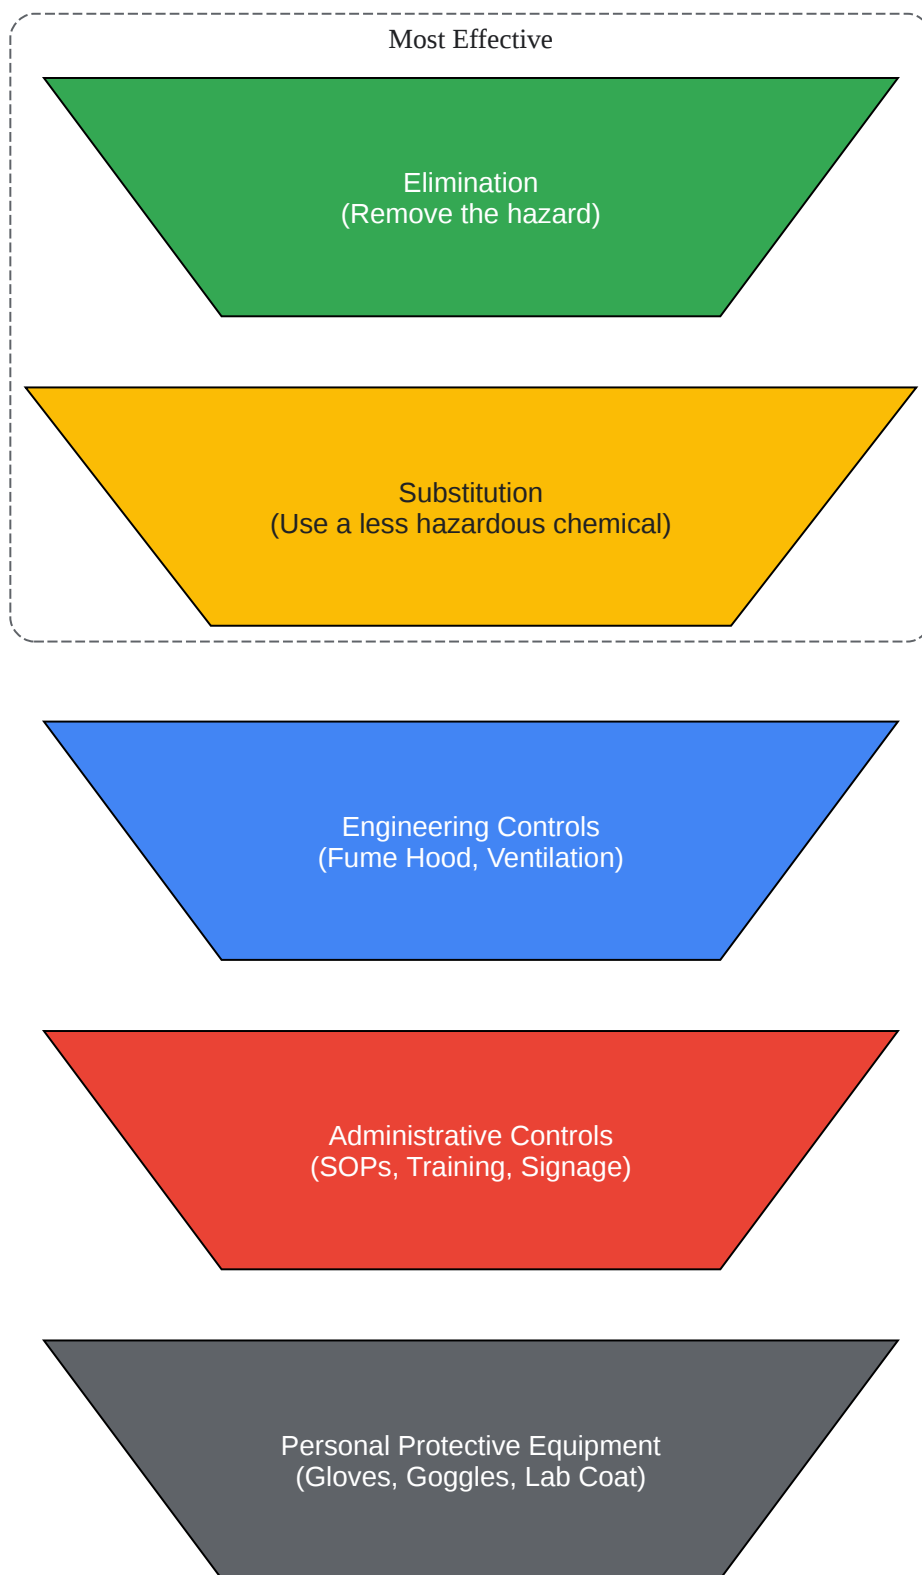 Most Effective
Elimination
(Remove the hazard)
Substitution
(Use a less hazardous chemical)
Engineering Controls
(Fume Hood, Ventilation)
Administrative Controls
(SOPs, Training, Signage)
Personal Protective Equipment
(Gloves, Goggles, Lab Coat)